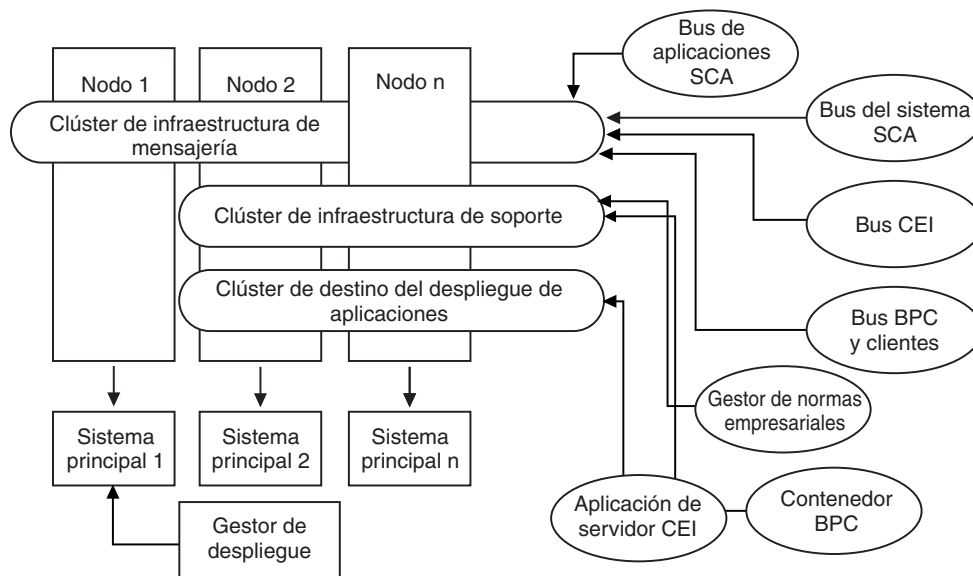 Nodo 1
Nodo 2
Nodo n
Bus de
aplicaciones
SCA
Clúster de infraestructura de
mensajería
Bus del sistema
SCA
Clúster de infraestructura de soporte
Bus CEI
Clúster de destino del despliegue de
aplicaciones
Bus BPC
y clientes
Gestor de normas
empresariales
Sistema
principal 1
Sistema
principal 2
Sistema
principal n
Aplicación de
servidor CEI
Contenedor
BPC
Gestor de
despliegue